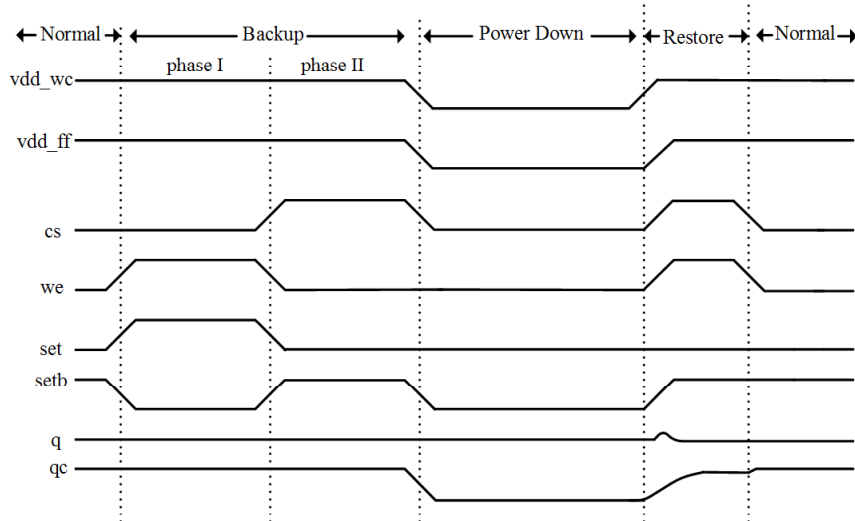 Normal Backup Power Down Restore Normal
phase I phase II
vdd_wc
vdd_ff
cs
we
set
setb
q
qc